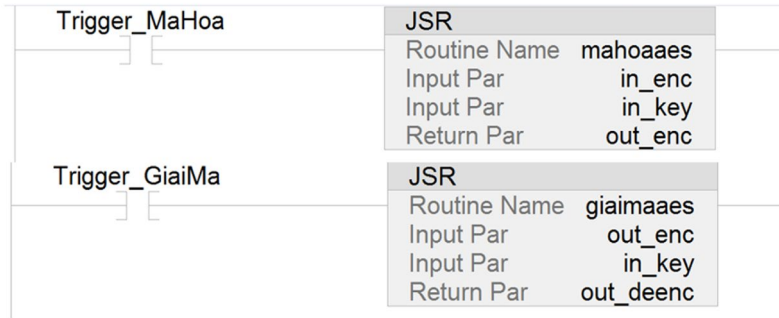 Trigger_MaHoa
JSR
Routine Name mahoaaes
Input Par in_enc
Input Par in_key
Return Par out_enc
Trigger_GiaiMa
JSR
Routine Name giaimaaes
Input Par out_enc
Input Par in_key
Return Par out_deenc